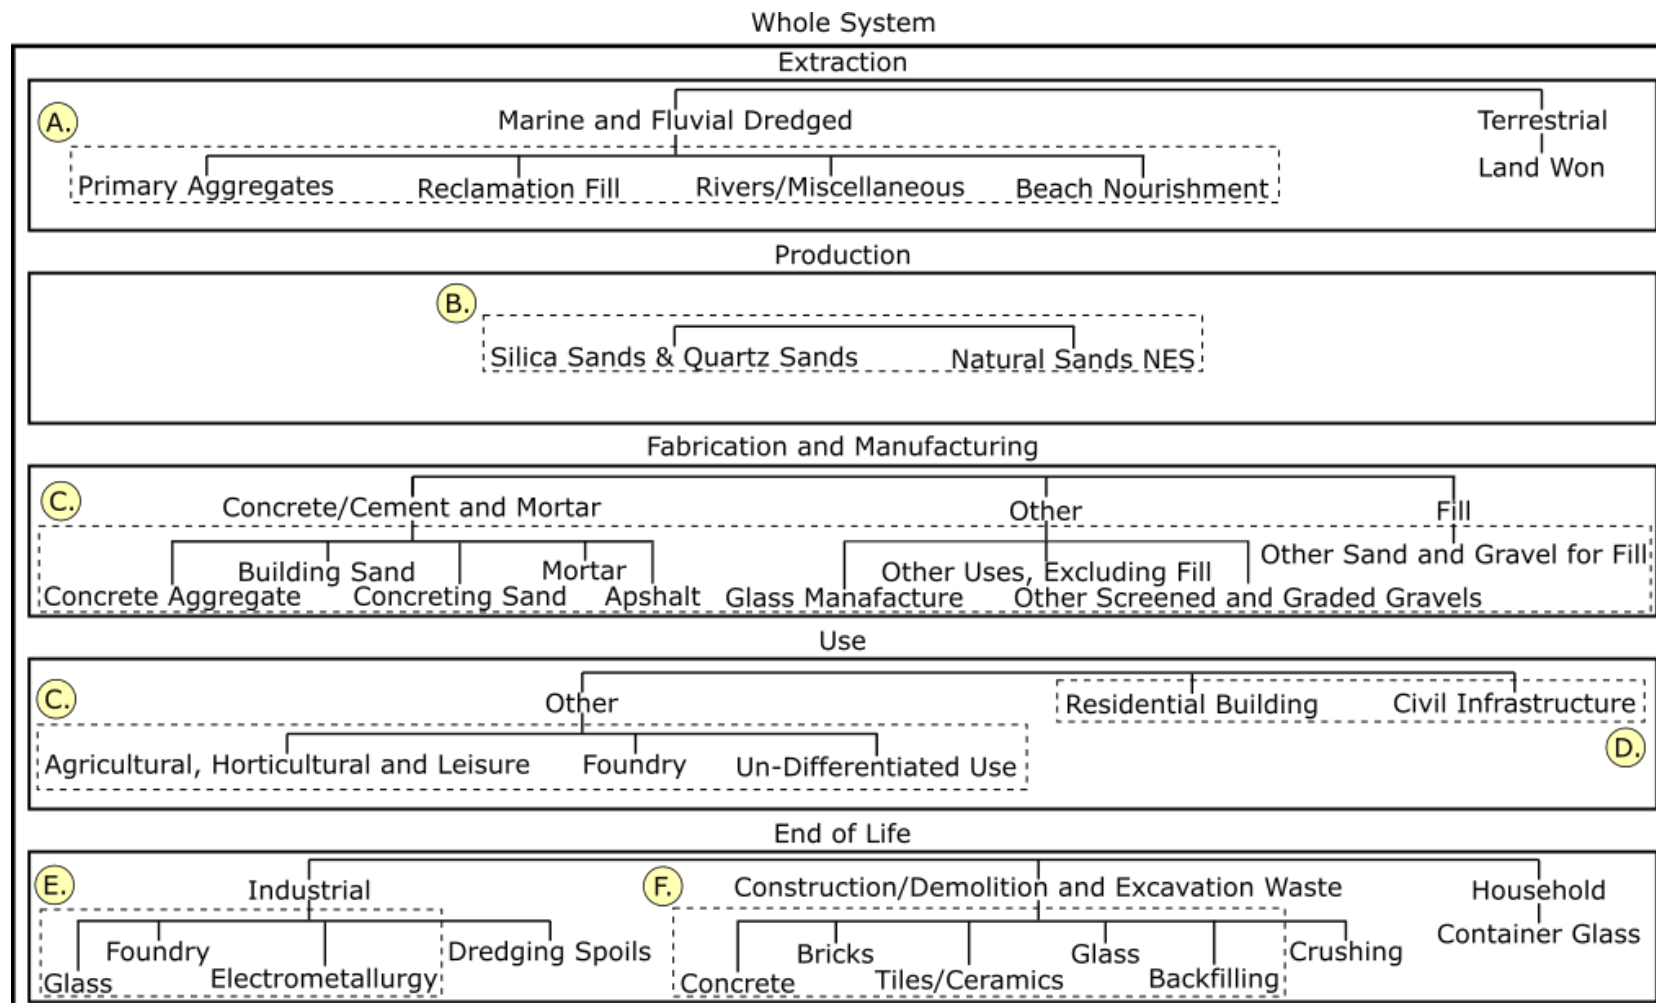 Whole System
Extraction
A.
Marine and Fluvial Dredged
Terrestrial
Primary Aggregates
Reclamation Fill
Rivers/Miscellaneous
Beach Nourishment
Land Won
Production
B.
Silica Sands & Quartz Sands
Natural Sands NES
Fabrication and Manufacturing
C.
Concrete/Cement and Mortar
Other
Fill
Concrete Aggregate
Building Sand
Concreting Sand
Mortar
Apshalt
Glass Manafacture
Other Uses, Excluding Fill
Other Screened and Graded Gravels
Other Sand and Gravel for Fill
Use
C.
Other
Residential Building
Civil Infrastructure
D.
Agricultural, Horticultural and Leisure
Foundry
Un-Differentiated Use
End of Life
E.
Industrial
F.
Construction/Demolition and Excavation Waste
Household
Glass
Foundry
Electrometallurgy
Dredging Spoils
Concrete
Bricks
Tiles/Ceramics
Glass
Backfilling
Crushing
Container Glass